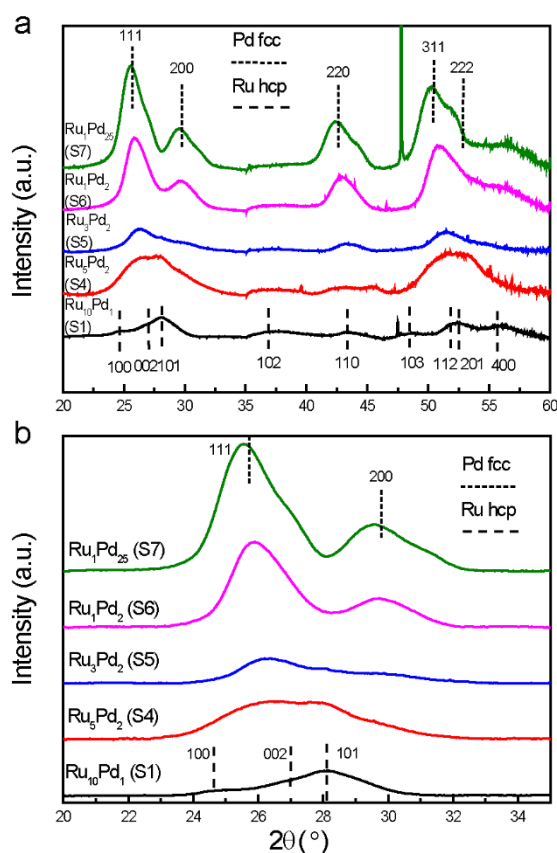 a
111
200
220
311
222
Pd fcc
Ru hcp
Ru1Pd25
(S7)
Ru1Pd2
(S6)
Ru3Pd2
(S5)
Ru5Pd2
(S4)
Ru10Pd1
(S1)
100 002 101 102 110 103 112 201 400
20 25 30 35 40 45 50 55 60
Intensity (a.u.)
b
111
200
Pd fcc
Ru hcp
Ru1Pd25 (S7)
Ru1Pd2 (S6)
Ru3Pd2 (S5)
Ru5Pd2 (S4)
Ru10Pd1 (S1)
100 002 101
20 22 24 26 28 30 32 34
Intensity (a.u.)
2θ (°)